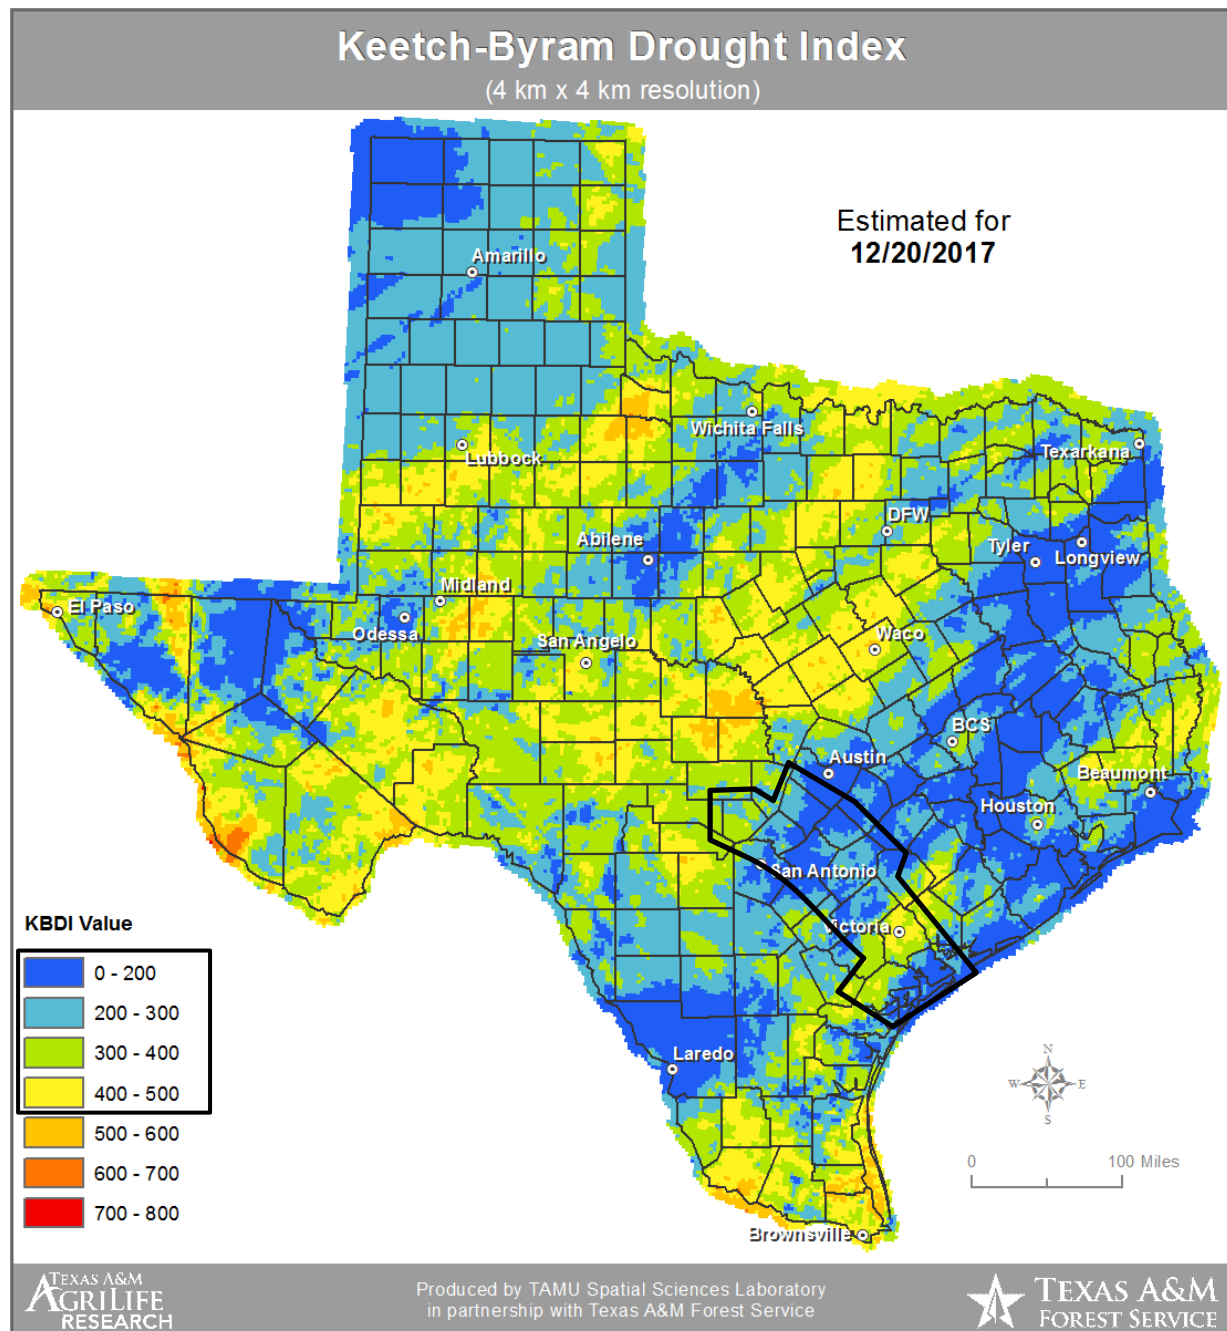 Keetch-Byram Drought Index
(4 km x 4 km resolution)
Estimated for
12/20/2017
Amarillo
Wichita Falls
Texarkana
Lubbock
DFW
Abilene
Tyler
Longview
Midland
El Paso
Odessa
San Angelo
Waco
BCS
Austin
Beaumont
Houston
San Antonio
Victoria
Laredo
Brownsville
KBDI Value
0 - 200
200 - 300
300 - 400
400 - 500
500 - 600
600 - 700
700 - 800
N
W E
S
0 100 Miles
TEXAS A&M
AGRILIFE
RESEARCH
Produced by TAMU Spatial Sciences Laboratory
in partnership with Texas A&M Forest Service
TEXAS A&M
FOREST SERVICE